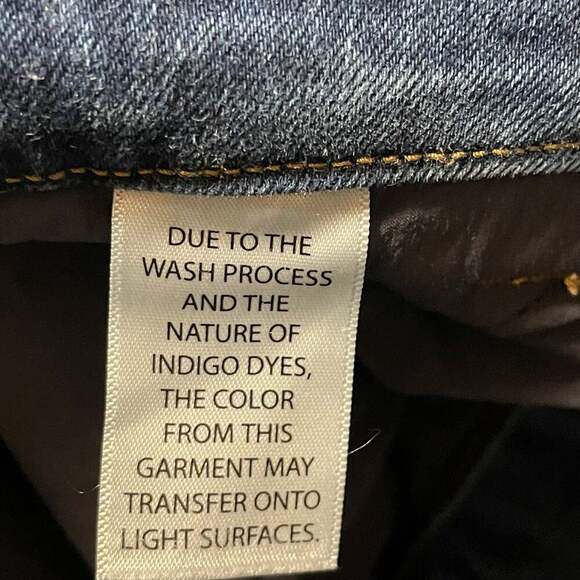 DUE TO THE
WASH PROCESS
AND THE
NATURE OF
INDIGO DYES,
THE COLOR
FROM THIS
GARMENT MAY
TRANSFER ONTO
LIGHT SURFACES.